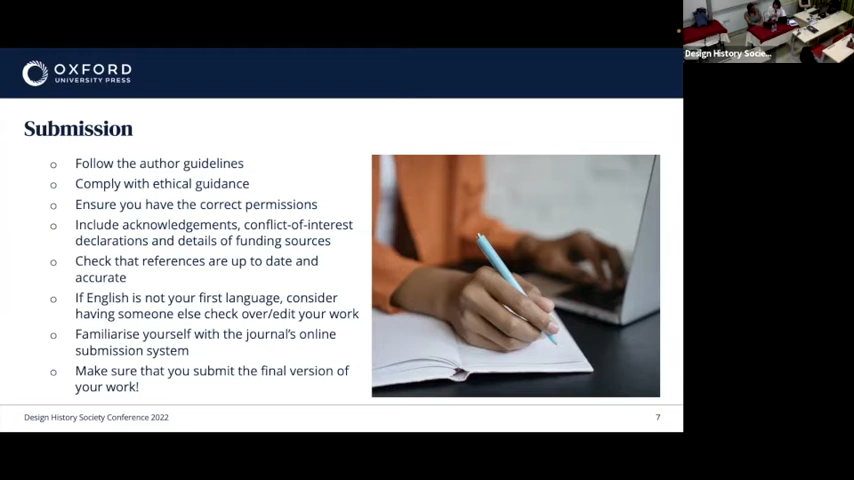 OXFORD
UNIVERSITY PRESS
Design History Socie...
Submission
o Follow the author guidelines
o Comply with ethical guidance
o Ensure you have the correct permissions
o Include acknowledgements, conflict-of-interest
declarations and details of funding sources
o Check that references are up to date and
accurate
o If English is not your first language, consider
having someone else check over/edit your work
o Familiarise yourself with the journal's online
submission system
o Make sure that you submit the final version of
your work!
Design History Society Conference 2022
7